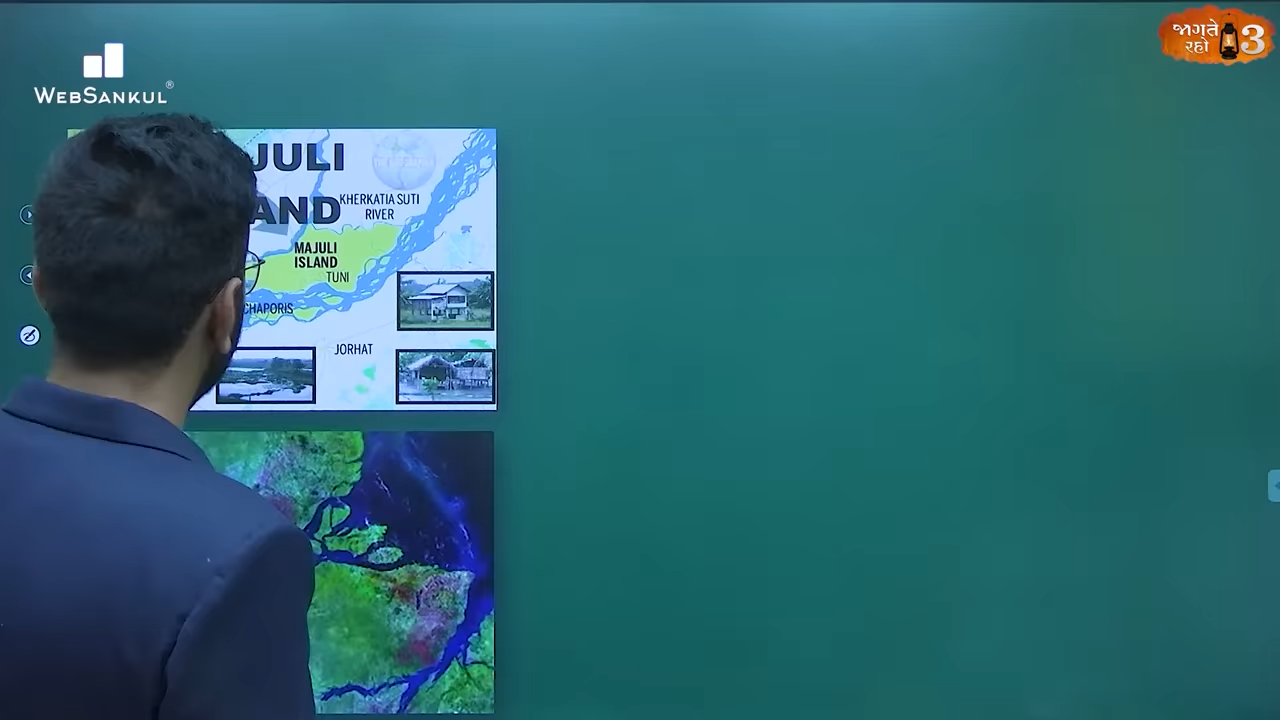 WEBSANKUL®
જાગતે
રહો
3
JULI
AND
KHERKATIA SUTI
RIVER
MAJULI
ISLAND
TUNI
CHAPORIS
JORHAT